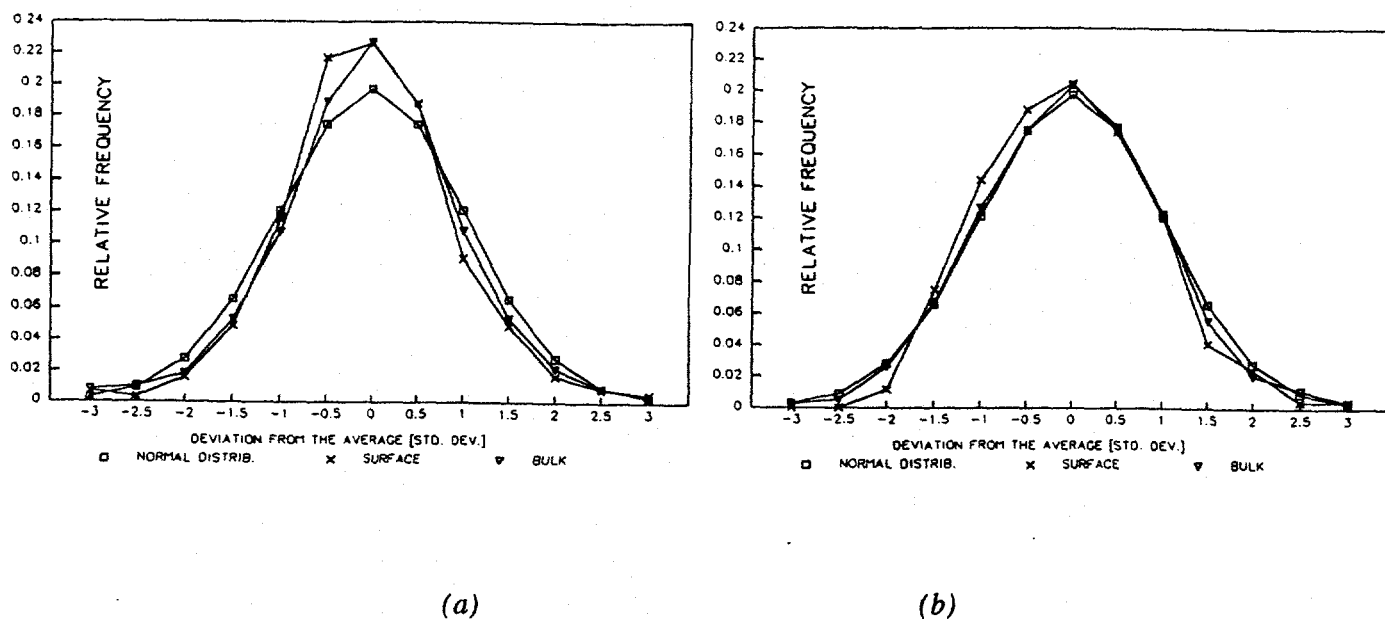 0.24
0.22
0.2
0.18
0.16
0.14
0.12
0.1
0.08
0.06
0.04
0.02
0
RELATIVE FREQUENCY
-3 -2.5 -2 -1.5 -1 -0.5 0 0.5 1 1.5 2 2.5 3
DEVIATION FROM THE AVERAGE [STD. DEV.]
NORMAL DISTRIB. SURFACE BULK
(a)
0.24
0.22
0.2
0.18
0.16
0.14
0.12
0.1
0.08
0.06
0.04
0.02
0
RELATIVE FREQUENCY
-3 -2.5 -2 -1.5 -1 -0.5 0 0.5 1 1.5 2 2.5 3
DEVIATION FROM THE AVERAGE [STD. DEV.]
NORMAL DISTRIB. SURFACE BULK
(b)